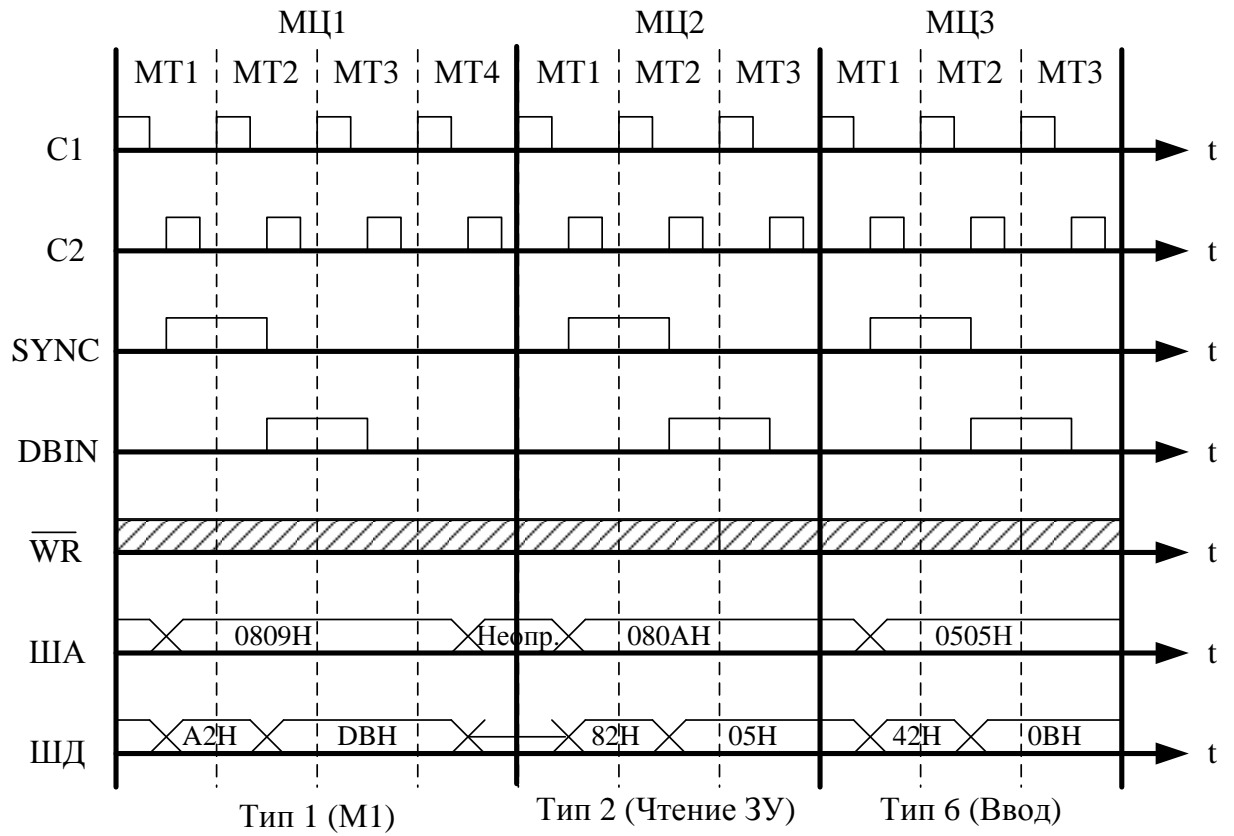 МЦ1 МЦ2 МЦ3
МТ1 МТ2 МТ3 МТ4 МТ1 МТ2 МТ3 МТ1 МТ2 МТ3
C1 t
C2 t
SYNC t
DBIN t
WR t
ША 0809H Неопр. 080AH 0505H t
ШД A2H DBH 82H 05H 42H 0BH t
Тип 1 (М1) Тип 2 (Чтение ЗУ) Тип 6 (Ввод)